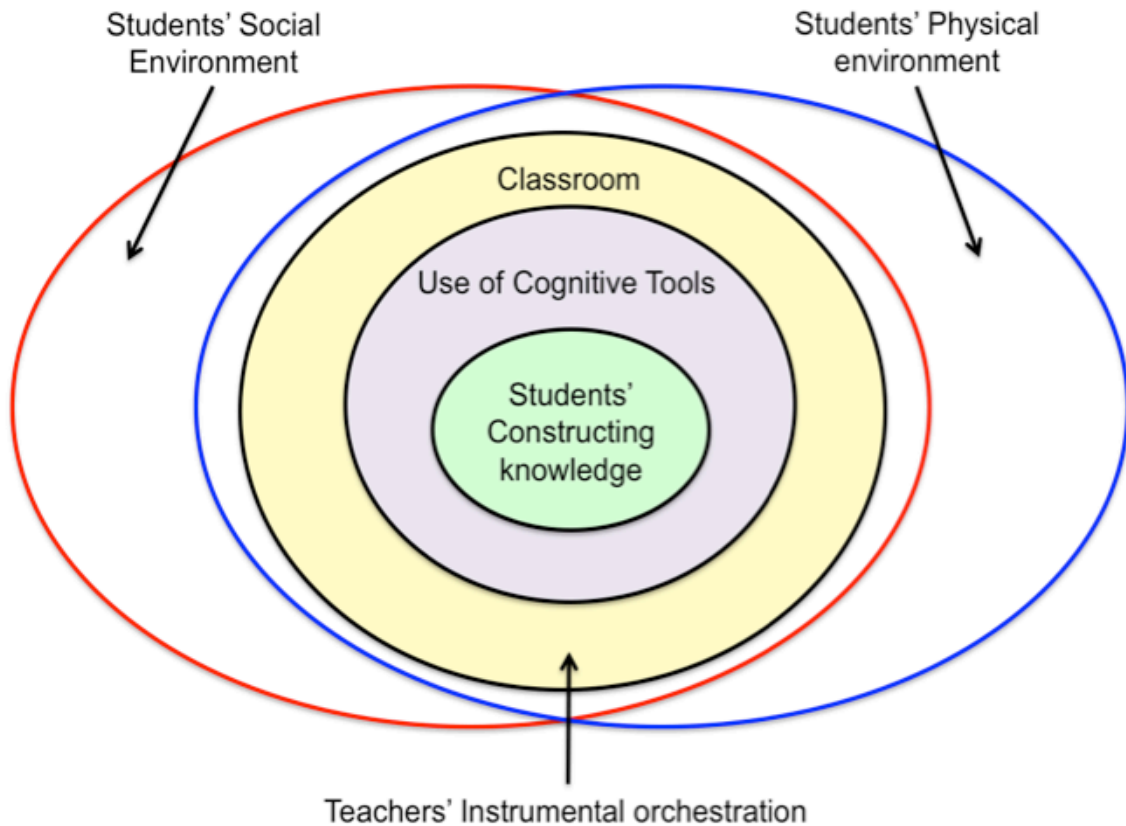 Students’ Social
Environment
Students’ Physical
environment
Classroom
Use of Cognitive Tools
Students’
Constructing
knowledge
Teachers’ Instrumental orchestration